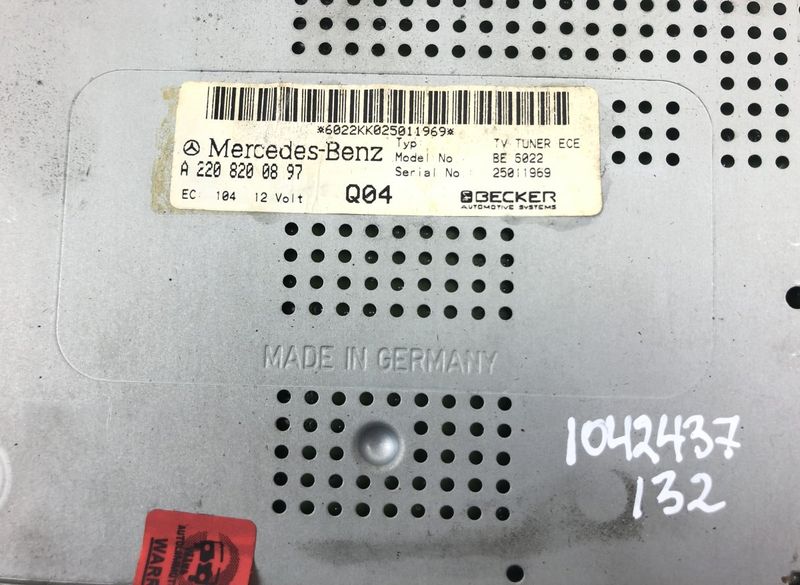 *6022KK025011969*
Mercedes-Benz
Typ : TV TUNER ECE
Model No : BE 6022
A 220 820 08 97
Serial No : 25011969
EC: 104 12 Volt Q04 BECKER
AUTOMOTIVE SYSTEMS
MADE IN GERMANY
1042437
132